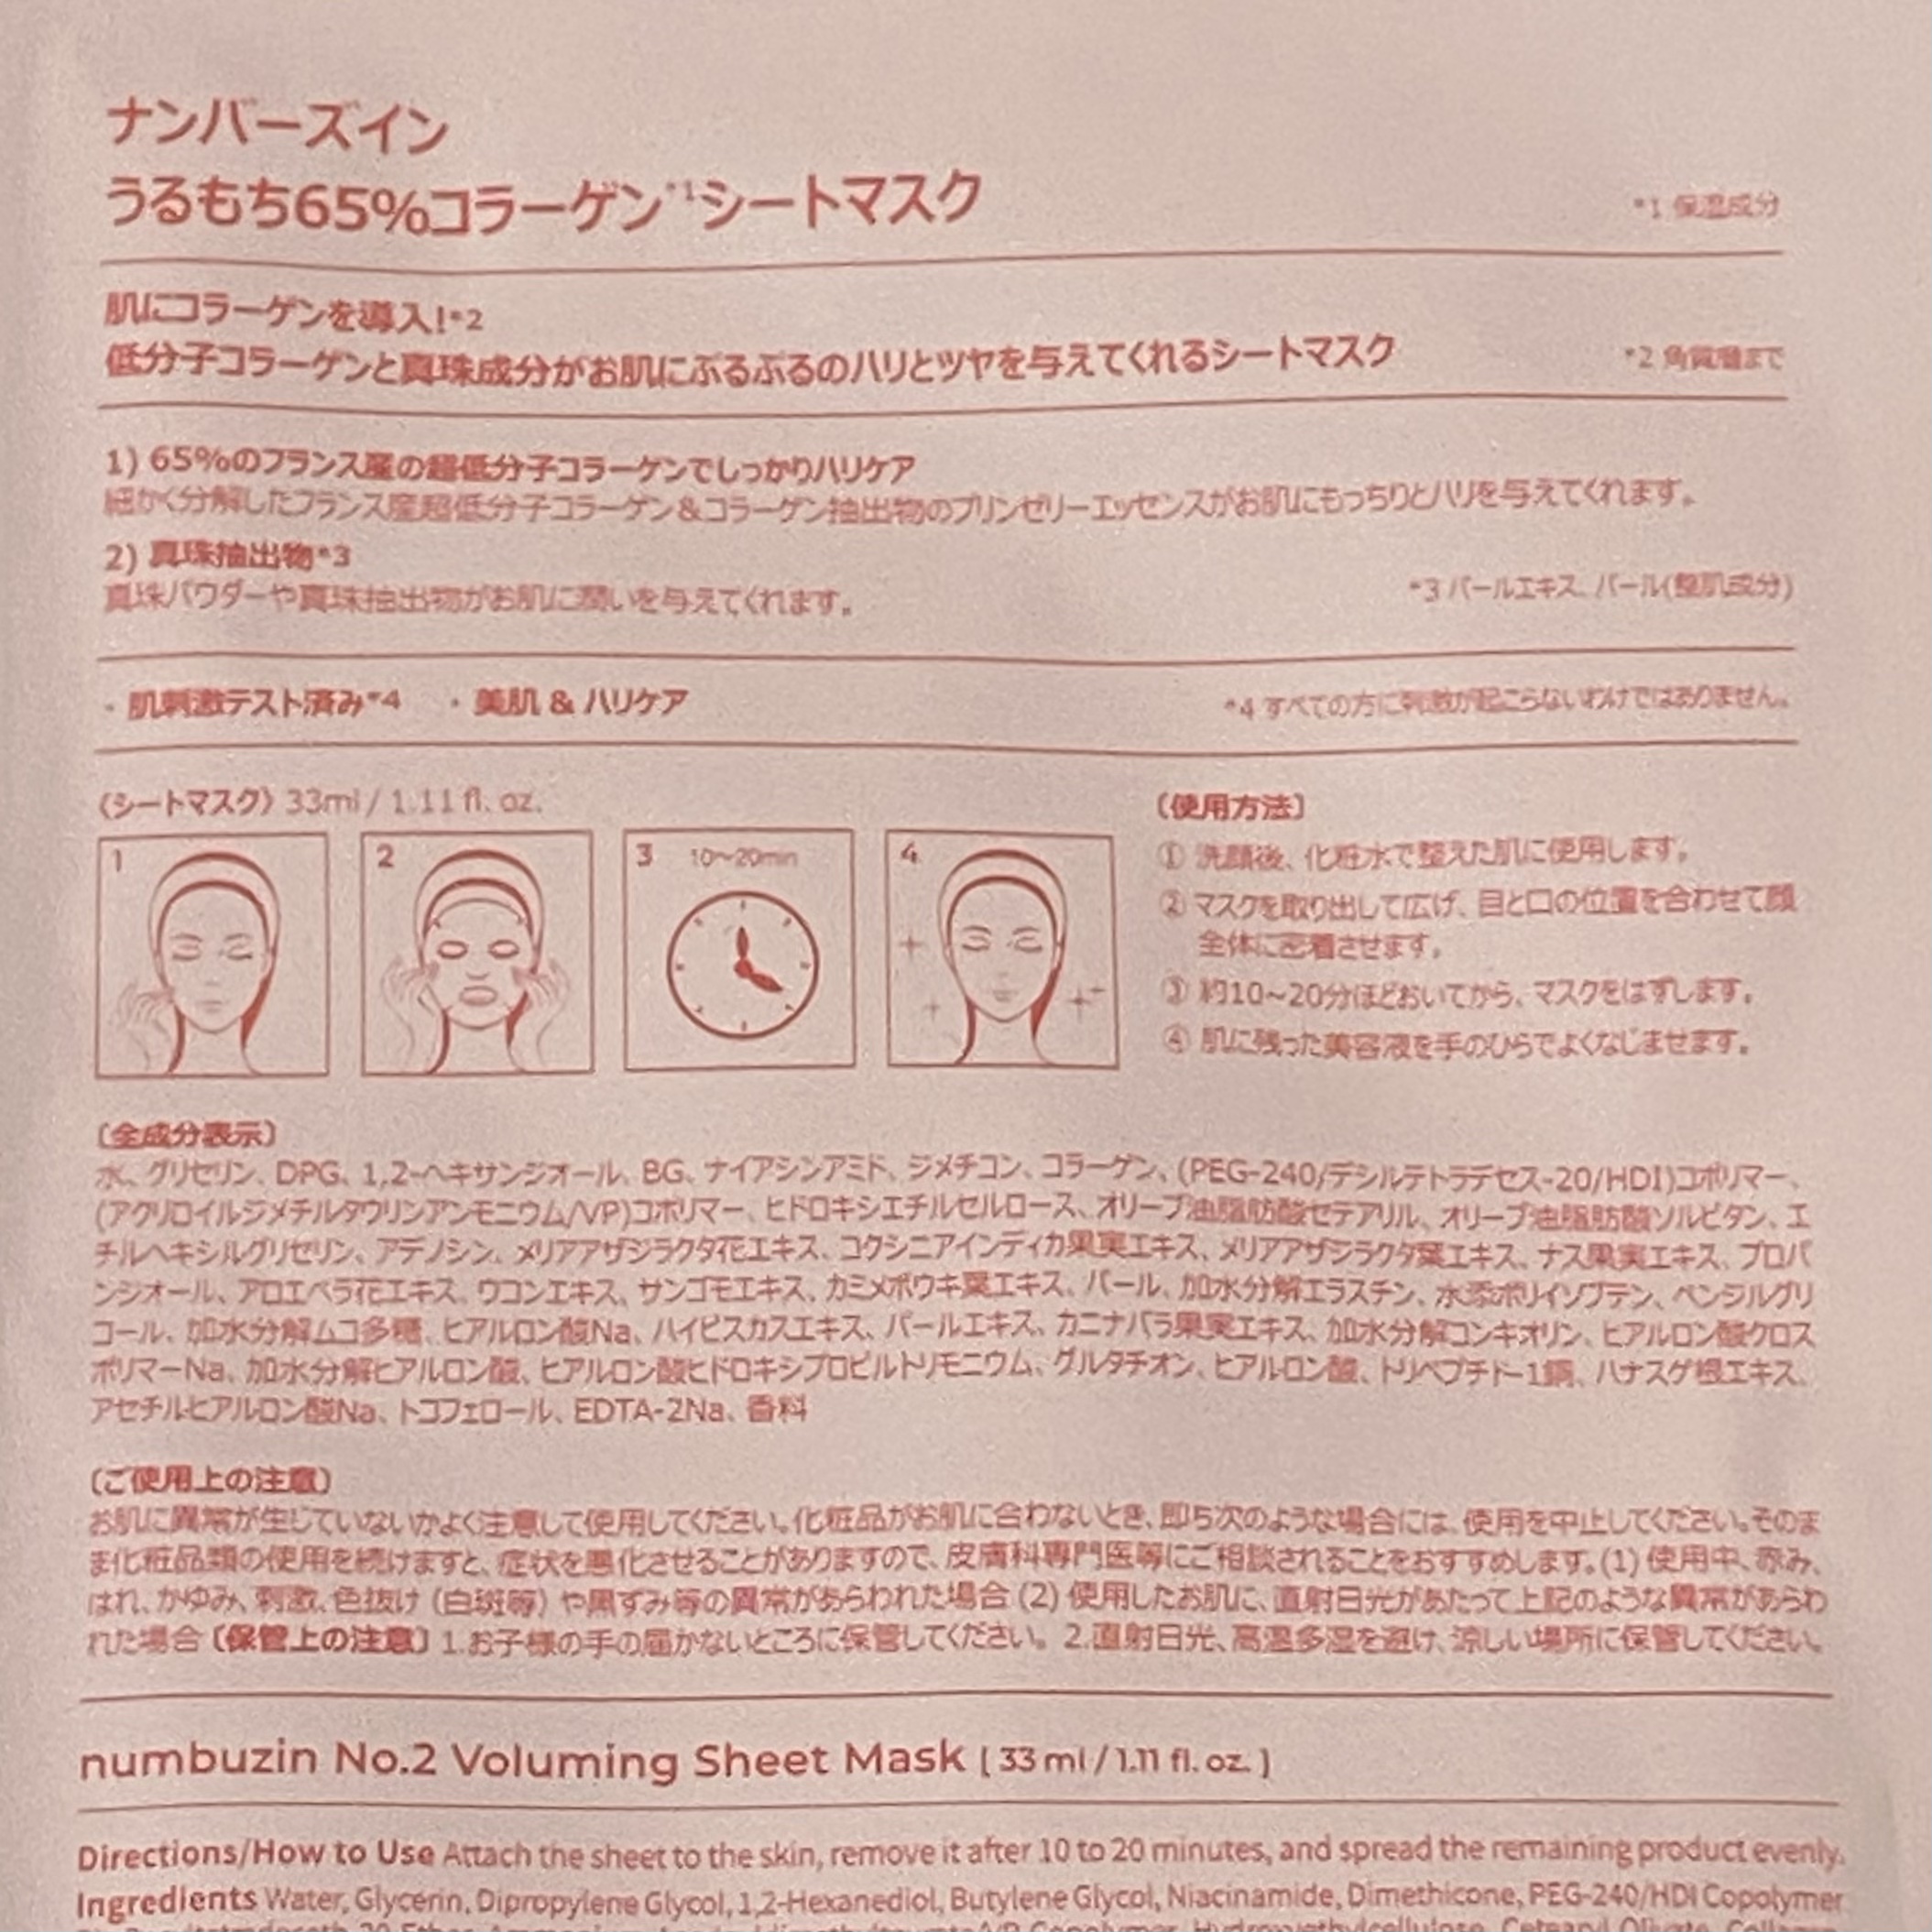 ナンバーズイン
うるもち65%コラーゲン*1シートマスク
*1 保湿成分
肌にコラーゲンを導入!*2
低分子コラーゲンと真珠成分がお肌にぷるぷるのハリとツヤを与えてくれるシートマスク
*2 角質層まで
1) 65%のフランス産の超低分子コラーゲンでしっかりハリケア
細かく分解したフランス産超低分子コラーゲン&コラーゲン抽出物のプリンゼリーエッセンスがお肌にもっちりとハリを与えてくれます。
2) 真珠抽出物*3
真珠パウダーや真珠抽出物がお肌に潤いを与えてくれます。
*3 パールエキス、パール(整肌成分)
・肌刺激テスト済み*4 ・美肌 & ハリケア
*4 すべての方に刺激が起こらないわけではありません。
〈シートマスク〉33ml / 1.11 fl. oz.
1
2
3 10~20min
4
〔使用方法〕
① 洗顔後、化粧水で整えた肌に使用します。
② マスクを取り出して広げ、目と口の位置を合わせて顔
全体に密着させます。
③ 約10~20分ほどおいてから、マスクをはずします。
④ 肌に残った美容液を手のひらでよくなじませます。
〔全成分表示〕
水、グリセリン、DPG、1,2-ヘキサンジオール、BG、ナイアシンアミド、ジメチコン、コラーゲン、(PEG-240/デシルテトラデセス-20/HDI)コポリマー、
(アクリロイルジメチルタウリンアンモニウム/VP)コポリマー、ヒドロキシエチルセルロース、オリーブ油脂肪酸セテアリル、オリーブ油脂肪酸ソルビタン、エ
チルヘキシルグリセリン、アデノシン、メリアアザジラクタ花エキス、コクシニアインディカ果実エキス、メリアアザジラクタ葉エキス、ナス果実エキス、プロパ
ンジオール、アロエベラ花エキス、ウコンエキス、サンゴモエキス、カミメボウキ葉エキス、パール、加水分解エラスチン、水添ポリイソブテン、ペンチルグリ
コール、加水分解ムコ多糖、ヒアルロン酸Na、ハイビスカスエキス、パールエキス、カニナバラ果実エキス、加水分解コンキオリン、ヒアルロン酸クロス
ポリマーNa、加水分解ヒアルロン酸、ヒアルロン酸ヒドロキシプロピルトリモニウム、グルタチオン、ヒアルロン酸、トリペプチド-1銅、ハナスゲ根エキス、
アセチルヒアルロン酸Na、トコフェロール、EDTA-2Na、香料
〔ご使用上の注意〕
お肌に異常が生じていないかよく注意して使用してください。化粧品がお肌に合わないとき、即ち次のような場合には、使用を中止してください。そのま
ま化粧品類の使用を続けますと、症状を悪化させることがありますので、皮膚科専門医等にご相談されることをおすすめします。(1) 使用中、赤み、
はれ、かゆみ、刺激、色抜け (白斑等) や黒ずみ等の異常があらわれた場合 (2) 使用したお肌に、直射日光があたって上記のような異常があらわ
れた場合〔保管上の注意〕1.お子様の手の届かないところに保管してください。 2.直射日光、高温多湿を避け、涼しい場所に保管してください。
numbuzin No.2 Voluming Sheet Mask [ 33 ml / 1.11 fl. oz. ]
Directions/How to Use Attach the sheet to the skin, remove it after 10 to 20 minutes, and spread the remaining product evenly.
Ingredients Water, Glycerin, Dipropylene Glycol, 1,2-Hexanediol, Butylene Glycol, Niacinamide, Dimethicone, PEG-240/HDI Copolymer